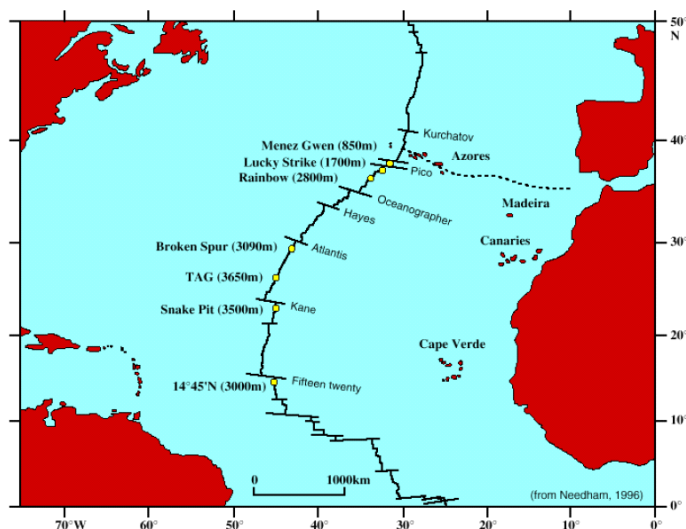 50°
N
Kurchatov
40°
Menez Gwen (850m)
Azores
Lucky Strike (1700m)
Pico
Rainbow (2800m)
Oceanographer
Madeira
Hayes
Canaries
30°
Broken Spur (3090m)
Atlantis
TAG (3650m)
Snake Pit (3500m)
Kane
20°
Cape Verde
14°45'N (3000m)
Fifteen twenty
10°
0
1000km
(from Needham, 1996)
0°
70°W
60°
50°
40°
30°
20°
10°